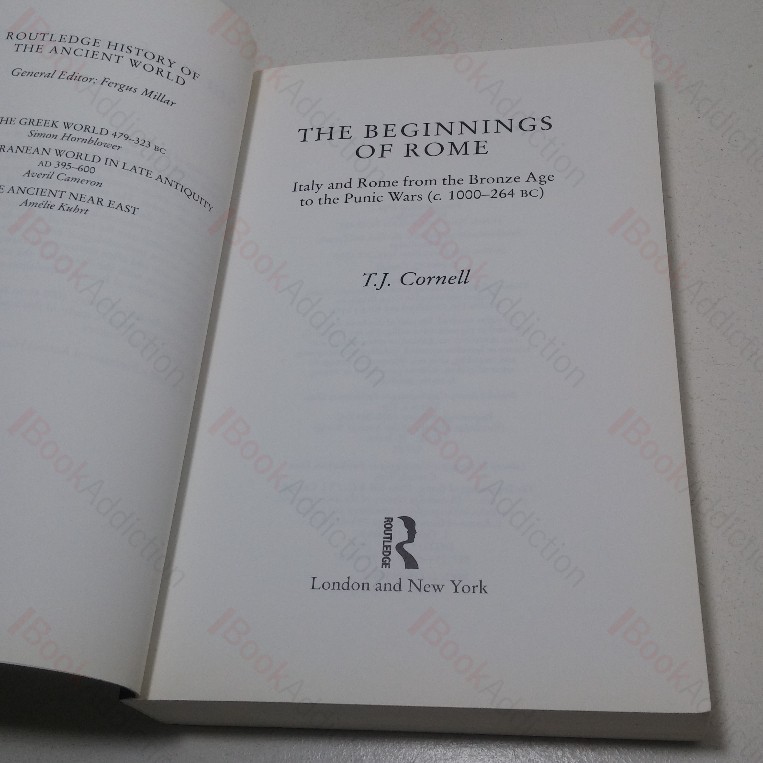 ROUTLEDGE HISTORY OF
THE ANCIENT WORLD
General Editor: Fergus Millar
HE GREEK WORLD 479–323 BC
Simon Hornblower
RANEAN WORLD IN LATE ANTIQUITY
AD 395–600
Averil Cameron
E ANCIENT NEAR EAST
Amélie Kuhrt
THE BEGINNINGS
OF ROME
Italy and Rome from the Bronze Age
to the Punic Wars (c. 1000–264 BC)
T.J. Cornell
ROUTLEDGE
London and New York
BookAddiction